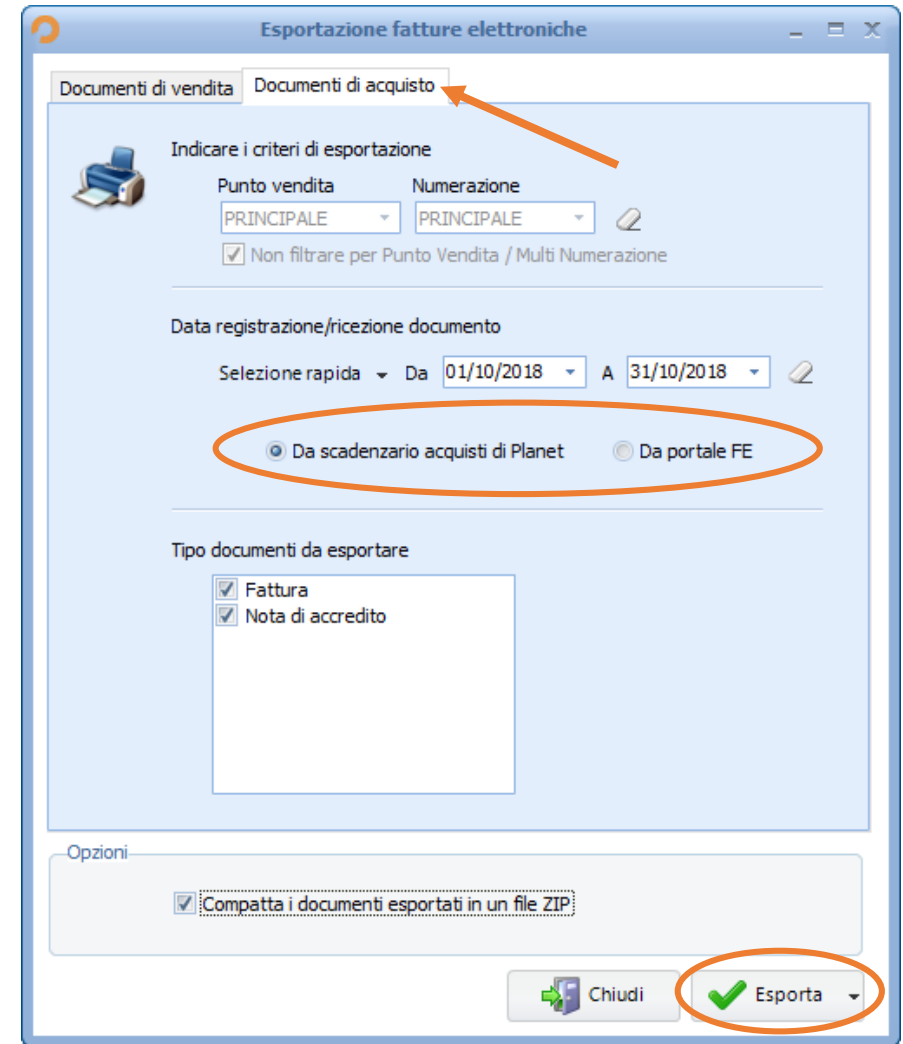 Esportazione fatture elettroniche
Documenti di vendita Documenti di acquisto
Indicare i criteri di esportazione
Punto vendita Numerazione
PRINCIPALE PRINCIPALE
Non filtrare per Punto Vendita / Multi Numerazione
Data registrazione/ricezione documento
Selezione rapida Da 01/10/2018 A 31/10/2018
Da scadenzario acquisti di Planet Da portale FE
Tipo documenti da esportare
Fattura
Nota di accredito
Opzioni
Compatta i documenti esportati in un file ZIP
Chiudi Esporta